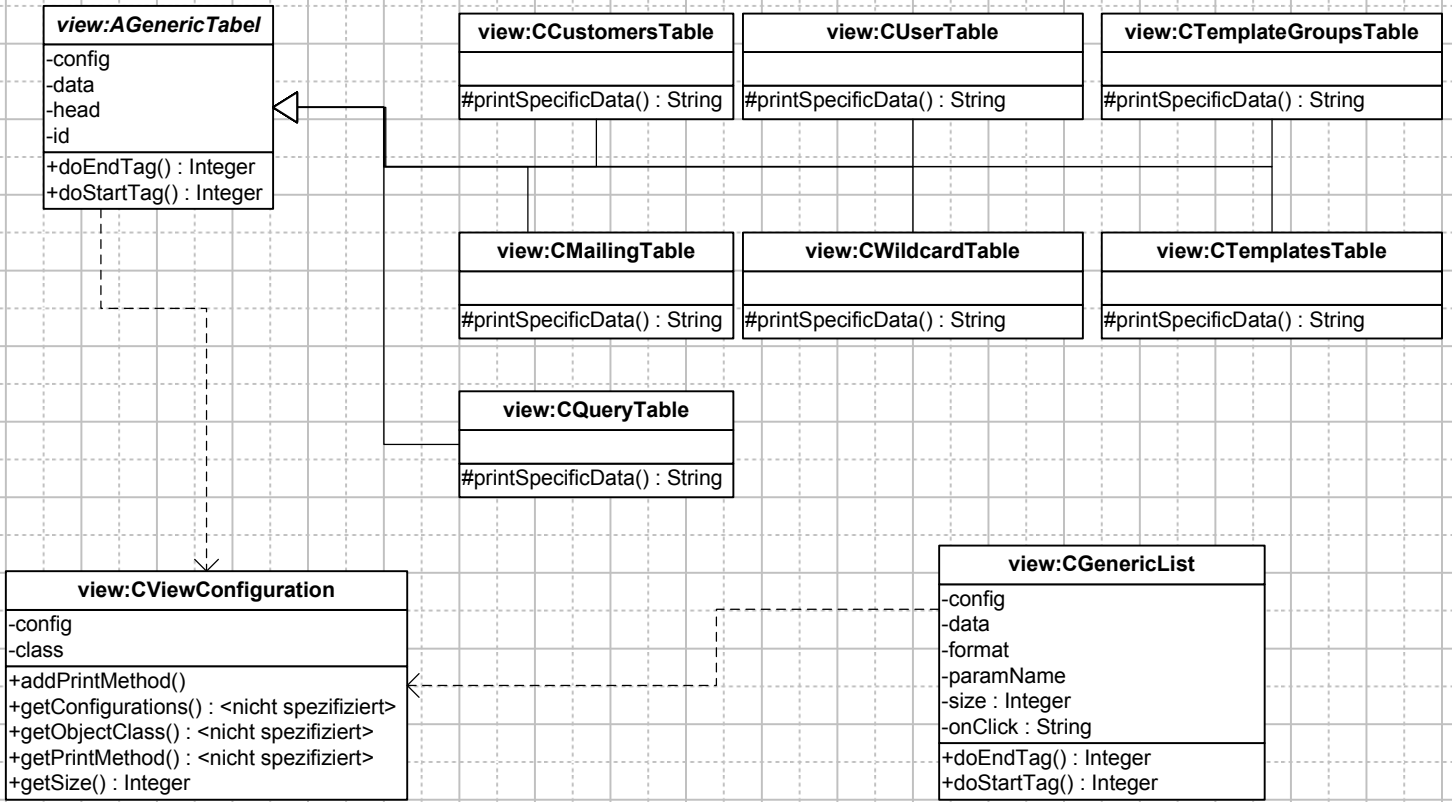 view:AGenericTabel
-config
-data
-head
-id
+doEndTag() : Integer
+doStartTag() : Integer
view:CCustomersTable
#printSpecificData() : String
view:CUserTable
#printSpecificData() : String
view:CTemplateGroupsTable
#printSpecificData() : String
view:CMailingTable
#printSpecificData() : String
view:CWildcardTable
#printSpecificData() : String
view:CTemplatesTable
#printSpecificData() : String
view:CQueryTable
#printSpecificData() : String
view:CViewConfiguration
-config
-class
+addPrintMethod()
+getConfigurations() : <nicht spezifiziert>
+getObjectClass() : <nicht spezifiziert>
+getPrintMethod() : <nicht spezifiziert>
+getSize() : Integer
view:CGenericList
-config
-data
-format
-paramName
-size : Integer
-onClick : String
+doEndTag() : Integer
+doStartTag() : Integer